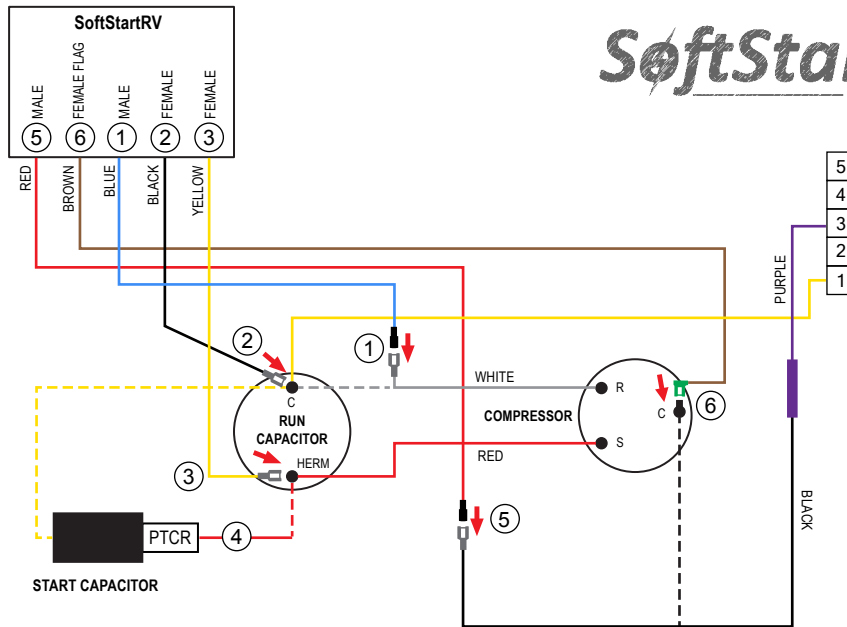 SoftStartRV
SoftStar
MALE
FEMALE FLAG
MALE
FEMALE
FEMALE
5
6
1
2
3
RED
BROWN
BLUE
BLACK
YELLOW
5
4
3
2
1
PURPLE
2
1
C
RUN
CAPACITOR
HERM
WHITE
COMPRESSOR
R
C
S
6
RED
3
5
BLACK
PTCR
4
START CAPACITOR